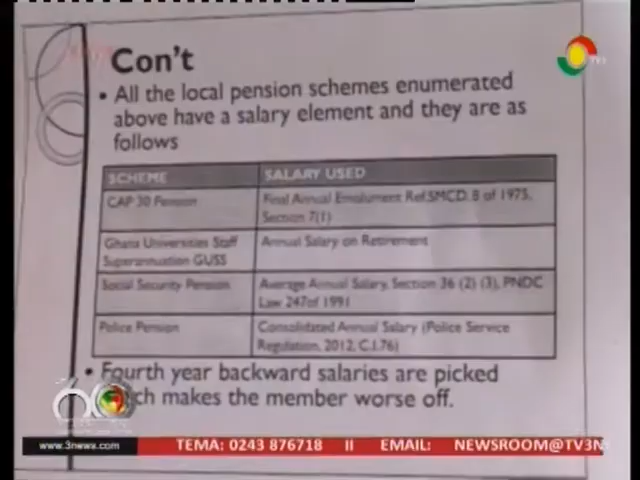 Con't
• All the local pension schemes enumerated
above have a salary element and they are as
follows
SCHEME SALARY USED
CAP 30 Pension Final Annual Emolument Ref.SMCD. 8 of 1975,
Section 7(1)
Ghana Universities Staff Annual Salary on Retirement
Superannuation GUSS
Social Security Pension Average Annual Salary, Section 36 (2) (3), PNDC
Law 247of 1991
Police Pension Consolidated Annual Salary (Police Service
Regulation, 2012, C.I.76)
• Fourth year backward salaries are picked
makes the member worse off.
60
www.3news.com TEMA: 0243 876718 II EMAIL: NEWSROOM@TV3N